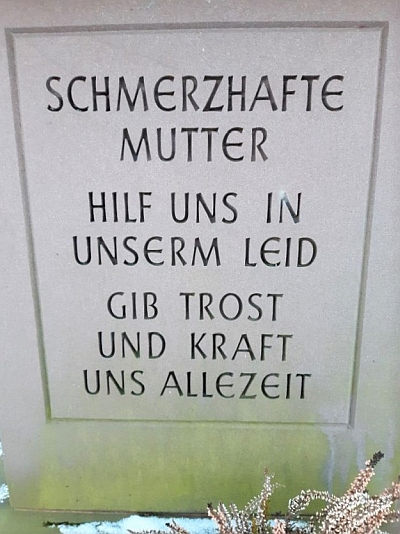 SCHMERZHAFTE
MUTTER
HILF UNS IN
UNSERM LEID
GIB TROST
UND KRAFT
UNS ALLEZEIT